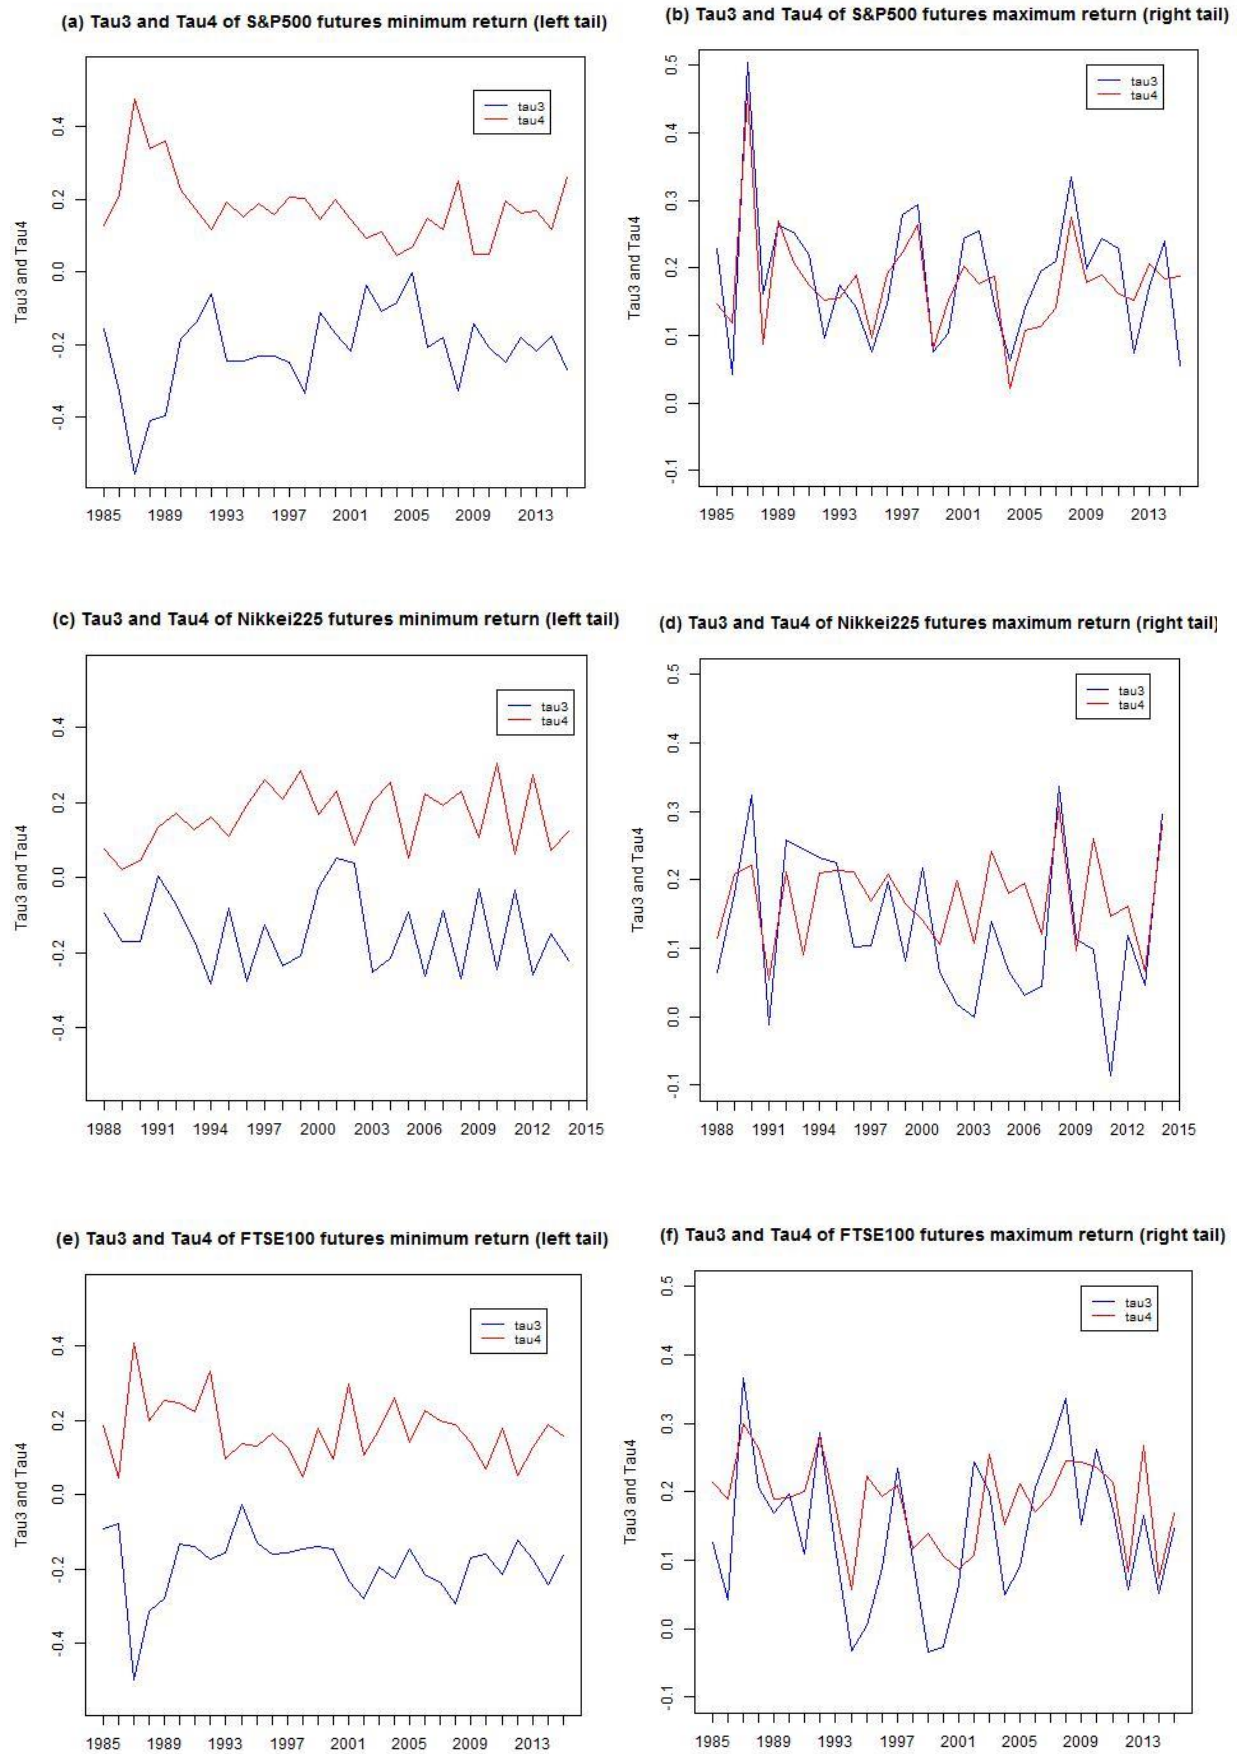 (a) Tau3 and Tau4 of S&P500 futures minimum return (left tail)
Tau3 and Tau4
0.4
0.2
0.0
-0.2
-0.4
tau3
tau4
1985 1989 1993 1997 2001 2005 2009 2013
(b) Tau3 and Tau4 of S&P500 futures maximum return (right tail)
Tau3 and Tau4
0.5
0.4
0.3
0.2
0.1
0.0
-0.1
tau3
tau4
1985 1989 1993 1997 2001 2005 2009 2013
(c) Tau3 and Tau4 of Nikkei225 futures minimum return (left tail)
Tau3 and Tau4
0.4
0.2
0.0
-0.2
-0.4
tau3
tau4
1988 1991 1994 1997 2000 2003 2006 2009 2012 2015
(d) Tau3 and Tau4 of Nikkei225 futures maximum return (right tail)
Tau3 and Tau4
0.5
0.4
0.3
0.2
0.1
0.0
-0.1
tau3
tau4
1988 1991 1994 1997 2000 2003 2006 2009 2012 2015
(e) Tau3 and Tau4 of FTSE100 futures minimum return (left tail)
Tau3 and Tau4
0.4
0.2
0.0
-0.2
-0.4
tau3
tau4
1985 1989 1993 1997 2001 2005 2009 2013
(f) Tau3 and Tau4 of FTSE100 futures maximum return (right tail)
Tau3 and Tau4
0.5
0.4
0.3
0.2
0.1
0.0
-0.1
tau3
tau4
1985 1989 1993 1997 2001 2005 2009 2013